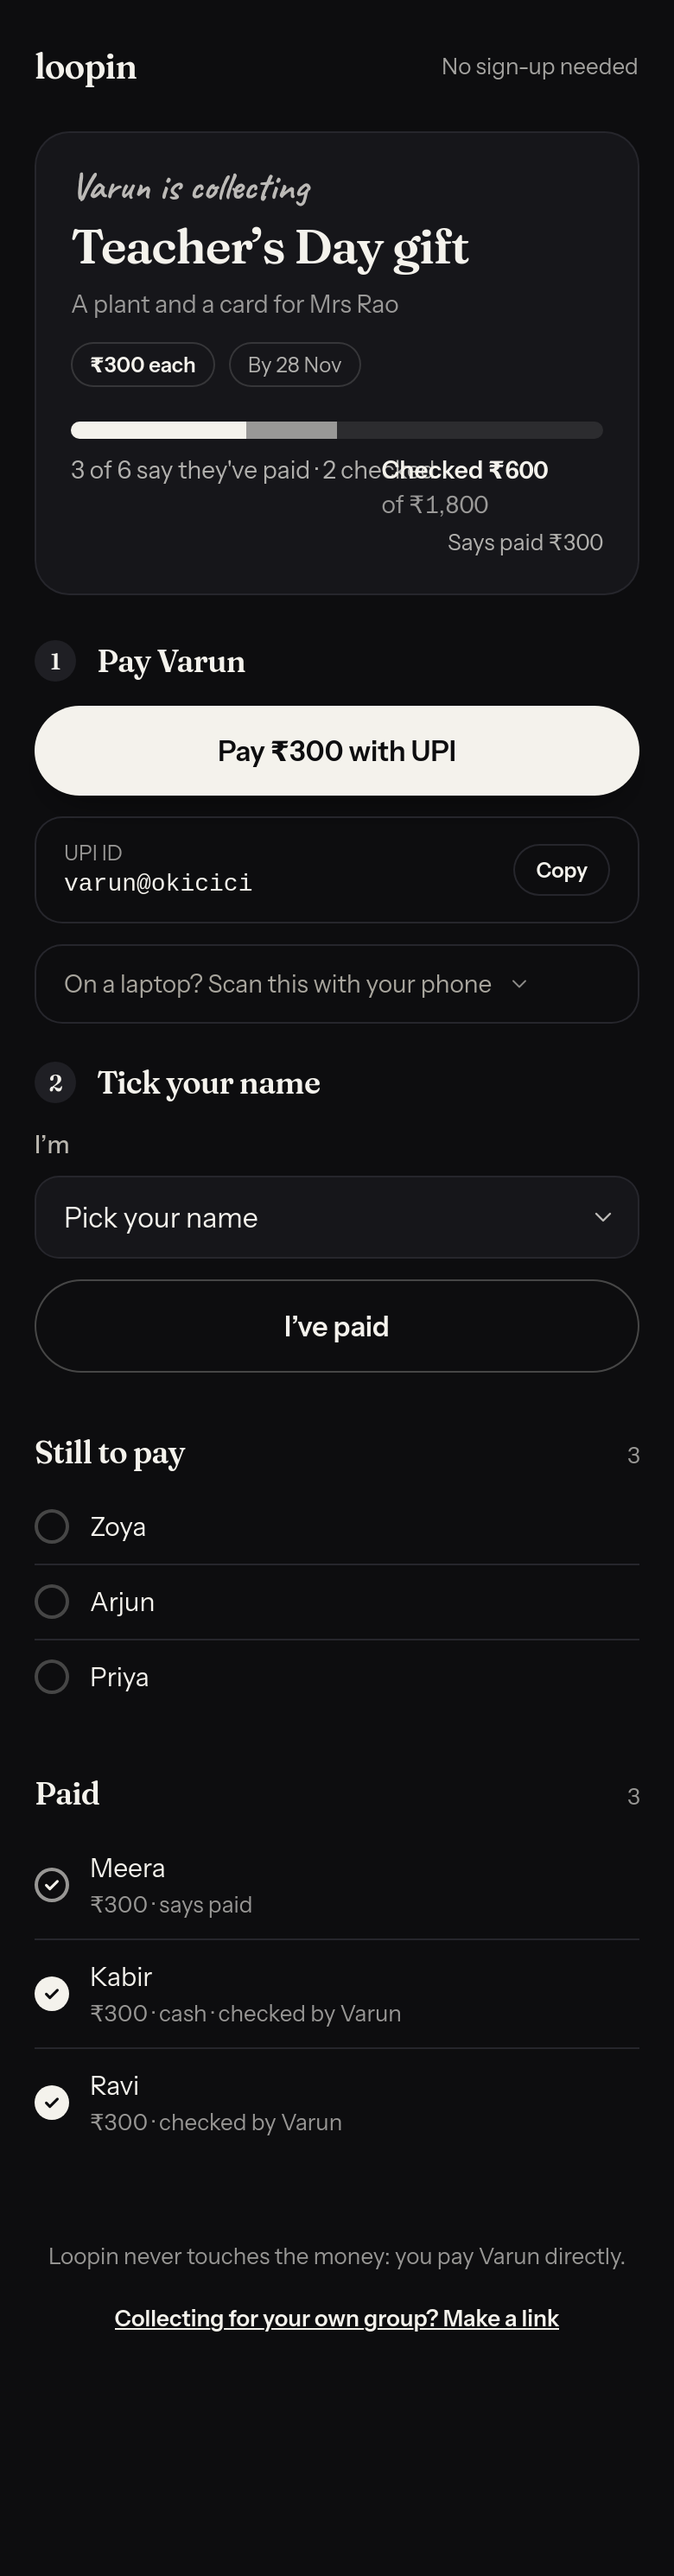 loopin
No sign-up needed
Varun is collecting
Teacher’s Day gift
A plant and a card for Mrs Rao
₹300 each
By 28 Nov
3 of 6 say they've paid · 2 checked
Checked ₹600
of ₹1,800
Says paid ₹300
1 Pay Varun
Pay ₹300 with UPI
UPI ID
varun@okicici
Copy
On a laptop? Scan this with your phone
2 Tick your name
I’m
Pick your name
I’ve paid
Still to pay 3
Zoya
Arjun
Priya
Paid 3
Meera
₹300 · says paid
Kabir
₹300 · cash · checked by Varun
Ravi
₹300 · checked by Varun
Loopin never touches the money: you pay Varun directly.
Collecting for your own group? Make a link